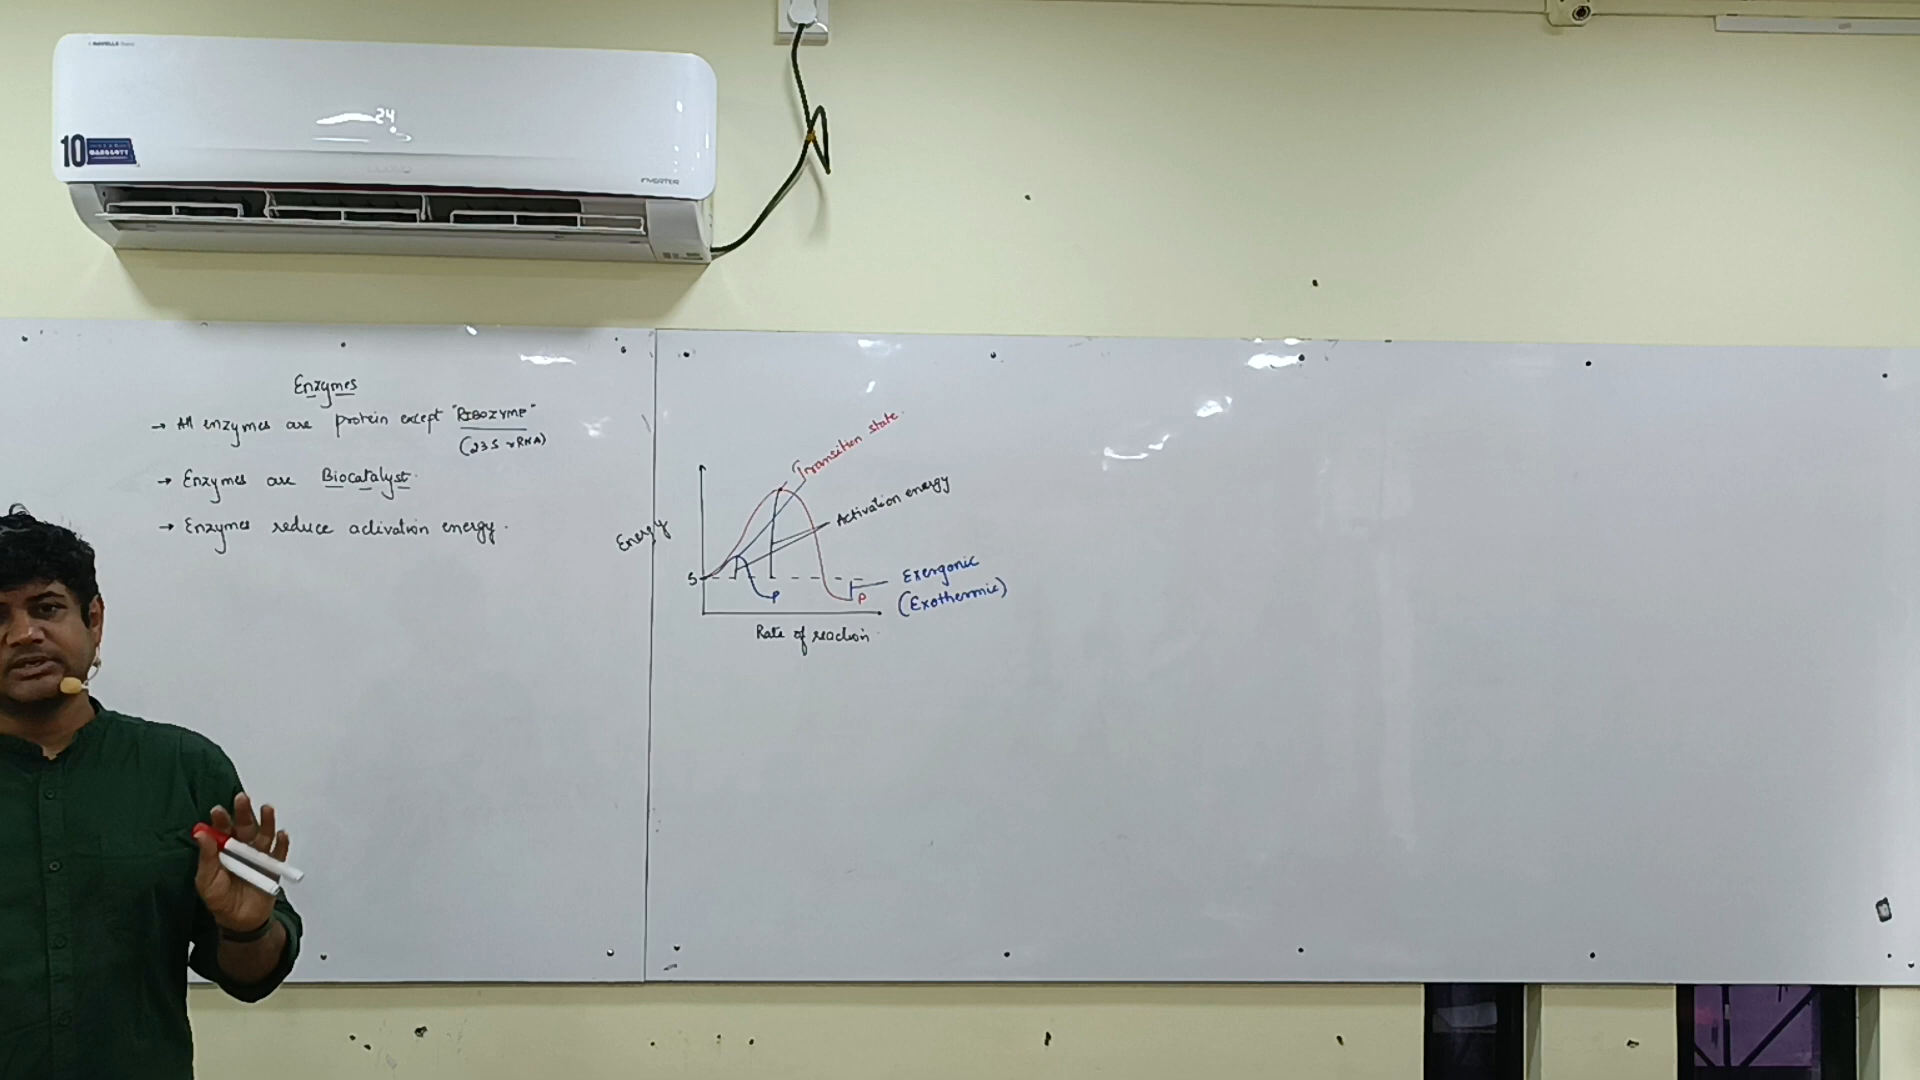 HAVELLS
24
10
INVERTER
Enzymes
→ All enzymes are protein except "RIBOZYME"
(23S rRNA)
→ Enzymes are Biocatalyst.
→ Enzymes reduce activation energy.
Transition state.
Activation energy
Energy
S
P
P
Exergonic
(Exothermic)
Rate of reaction